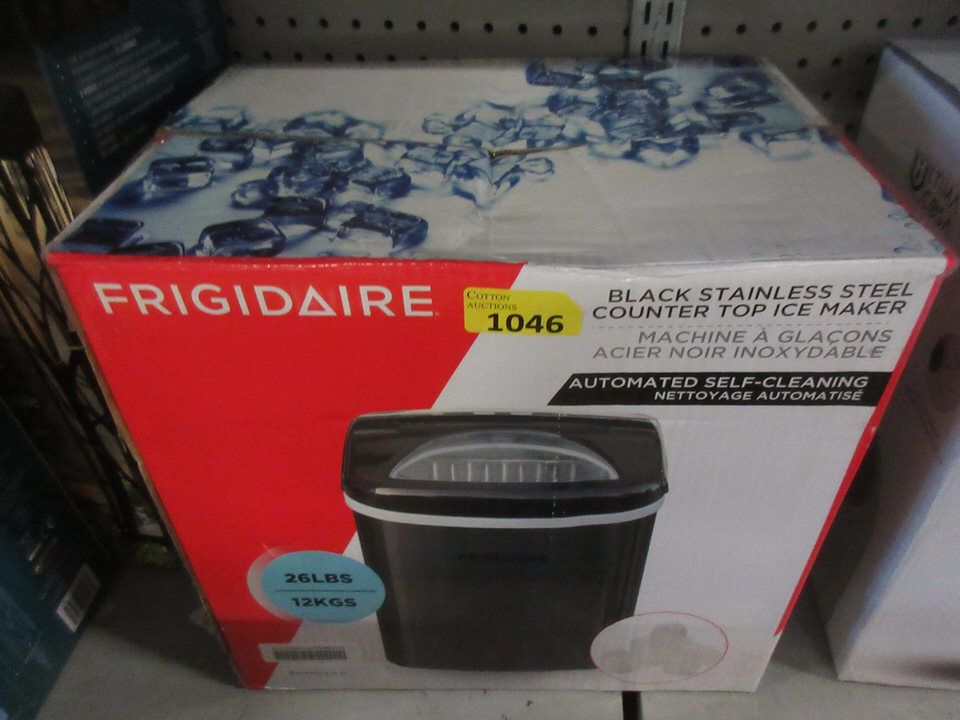 FRIGIDAIRE
COTTON
AUCTIONS
1046
BLACK STAINLESS STEEL
COUNTER TOP ICE MAKER
MACHINE À GLAÇONS
ACIER NOIR INOXYDABLE
AUTOMATED SELF-CLEANING
NETTOYAGE AUTOMATISÉ
FRIGIDAIRE
26LBS
12KGS